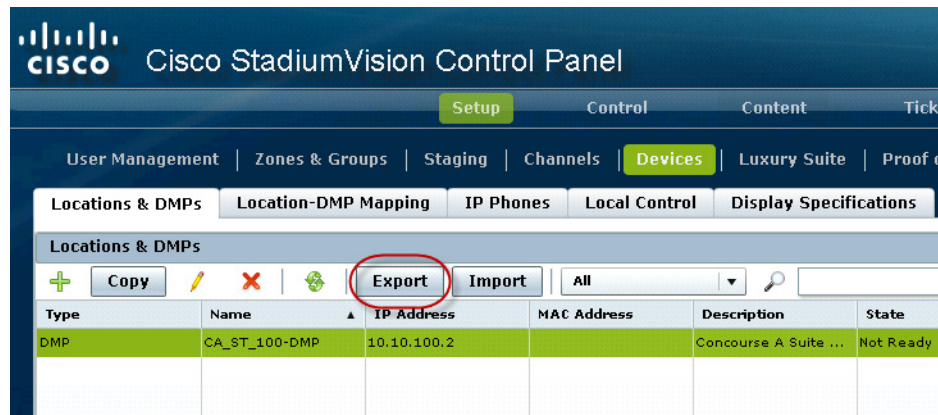 CISCO Cisco StadiumVision Control Panel
Setup Control Content
User Management | Zones & Groups | Staging | Channels | Devices | Luxury Suite | Proof
Locations & DMPs Location-DMP Mapping IP Phones Local Control Display Specifications
Locations & DMPs
Copy Export Import All
Type Name IP Address MAC Address Description State
DMP CA_ST_100-DMP 10.10.100.2 Concourse A Suite ... Not Ready